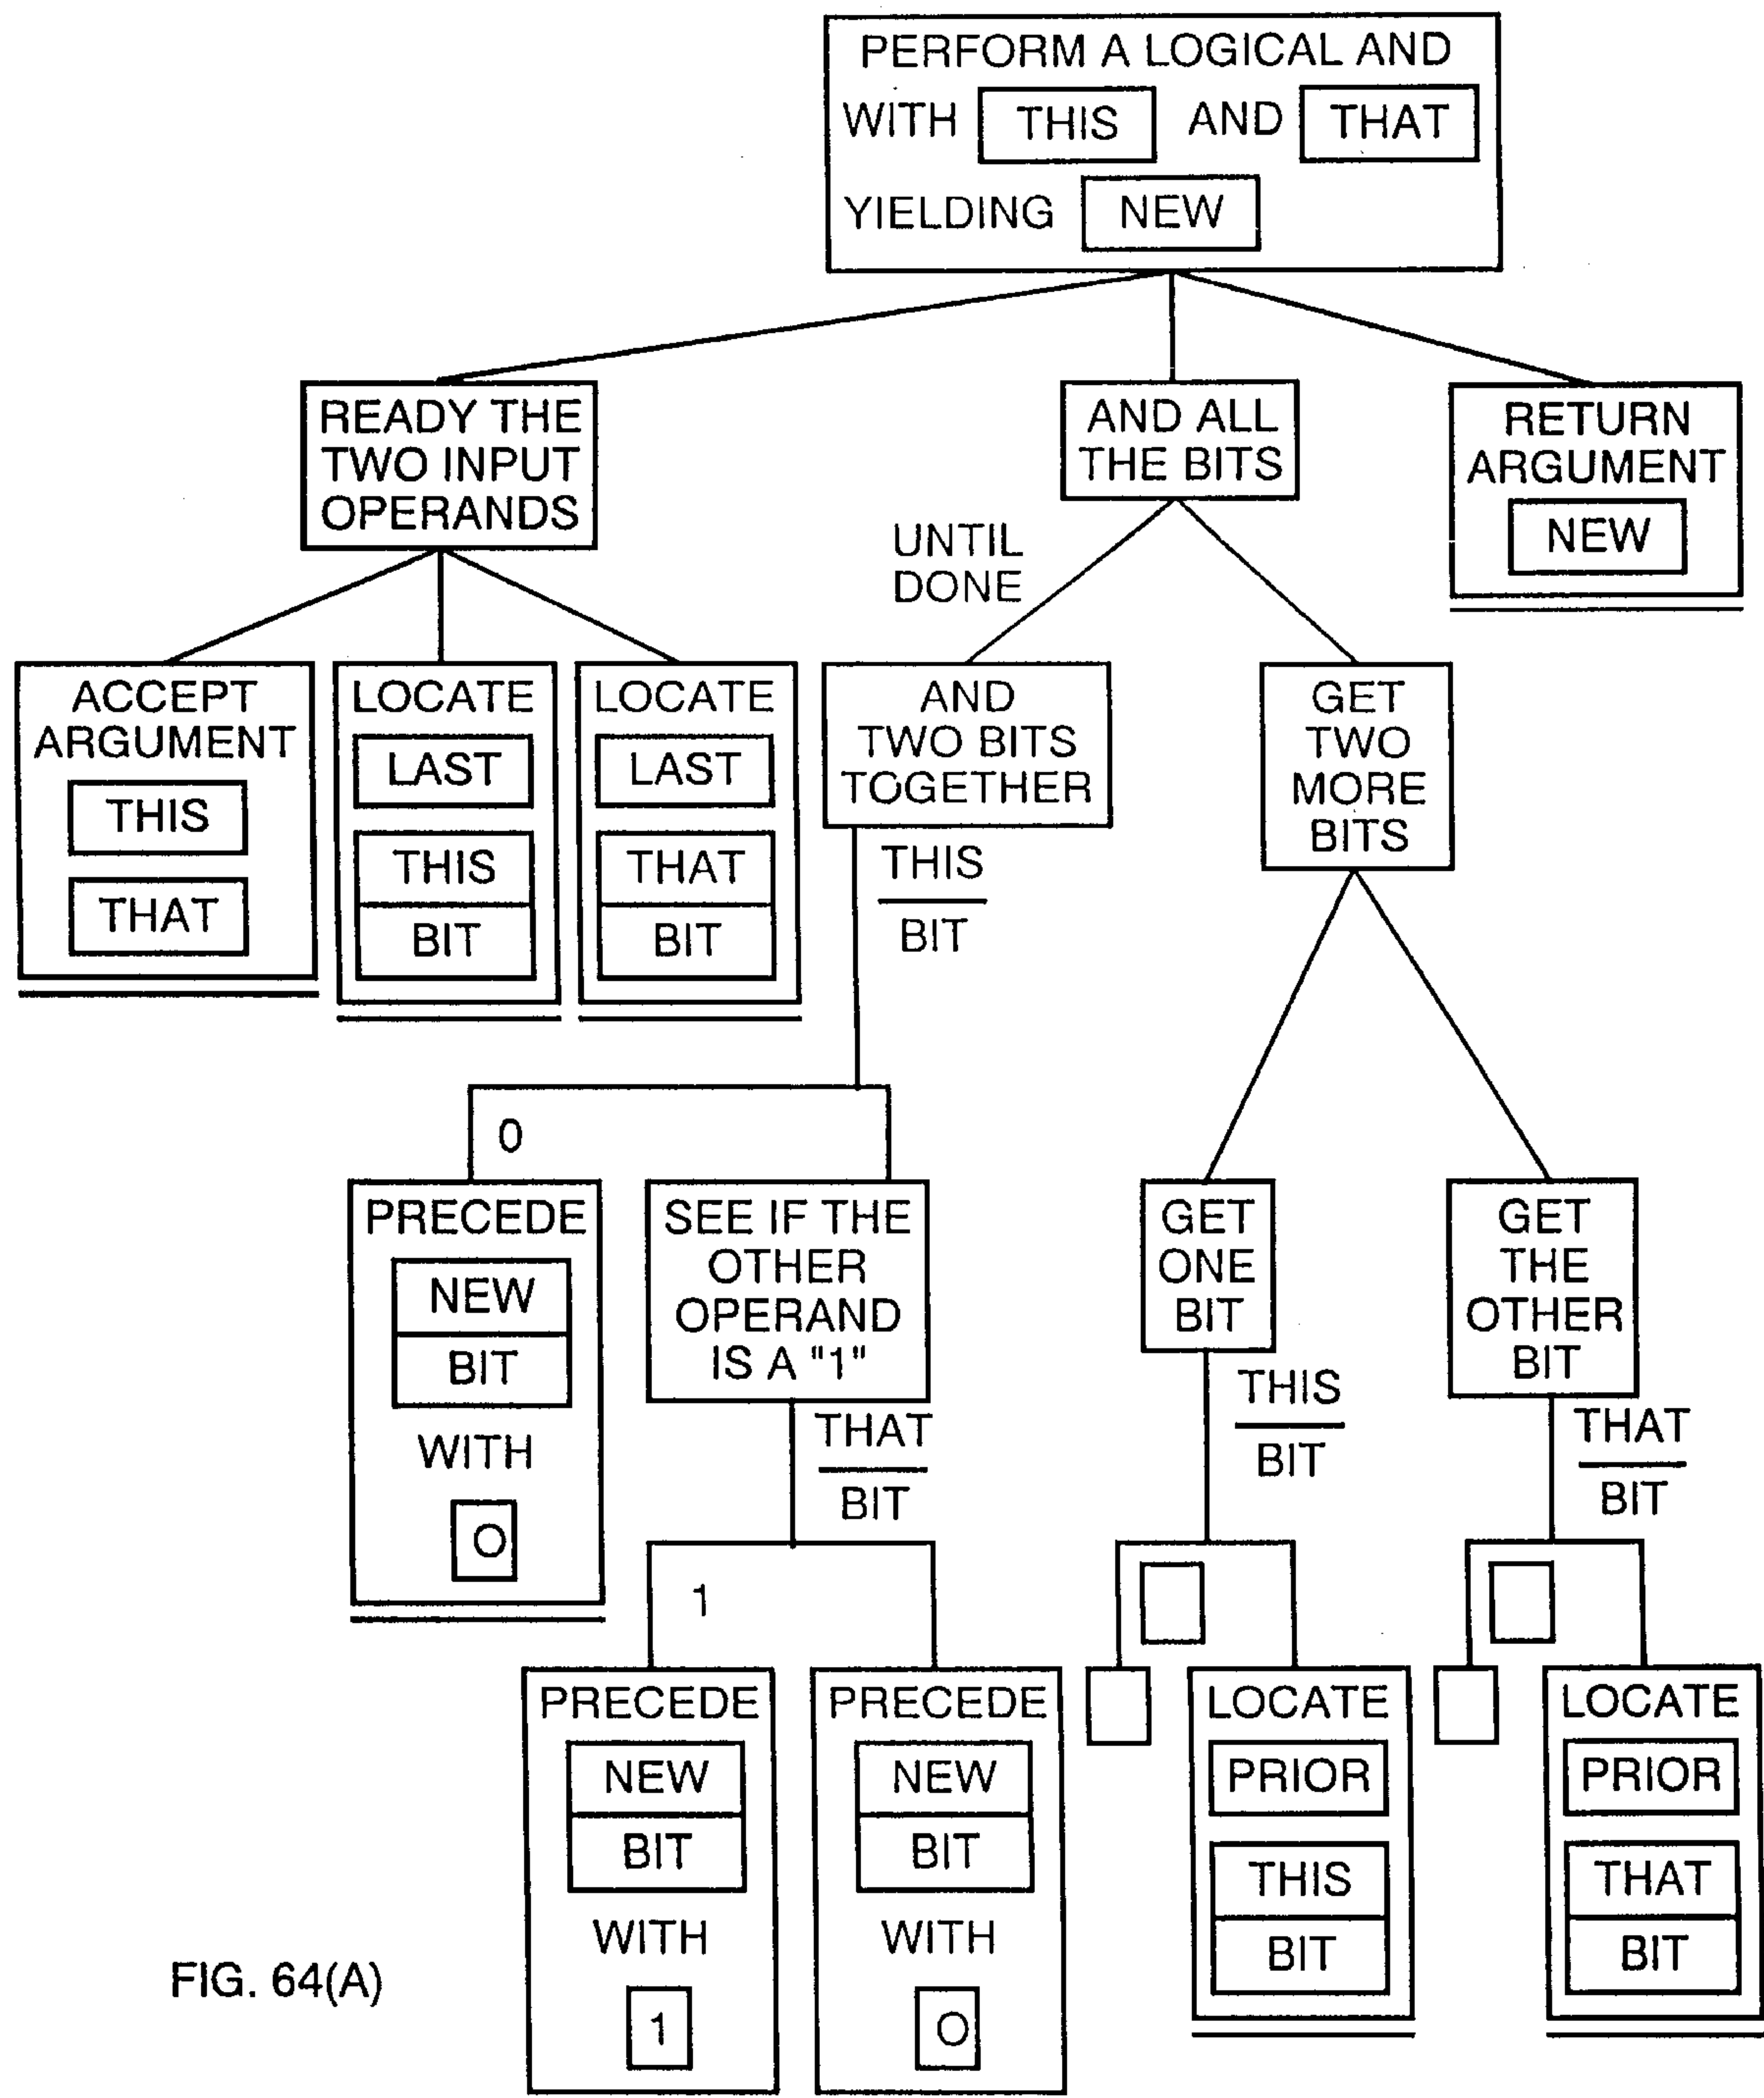 PERFORM A LOGICAL AND
WITH THIS AND THAT
YIELDING NEW
READY THE
TWO INPUT
OPERANDS
AND ALL
THE BITS
RETURN
ARGUMENT
NEW
UNTIL
DONE
ACCEPT
ARGUMENT
THIS
THAT
LOCATE
LAST
THIS
BIT
LOCATE
LAST
THAT
BIT
AND
TWO BITS
TOGETHER
GET
TWO
MORE
BITS
THIS
BIT
0
PRECEDE
NEW
BIT
WITH
0
SEE IF THE
OTHER
OPERAND
IS A "1"
THAT
BIT
GET
ONE
BIT
THIS
BIT
GET
THE
OTHER
BIT
THAT
BIT
1
PRECEDE
NEW
BIT
WITH
1
PRECEDE
NEW
BIT
WITH
0
LOCATE
PRIOR
THIS
BIT
LOCATE
PRIOR
THAT
BIT
FIG. 64(A)